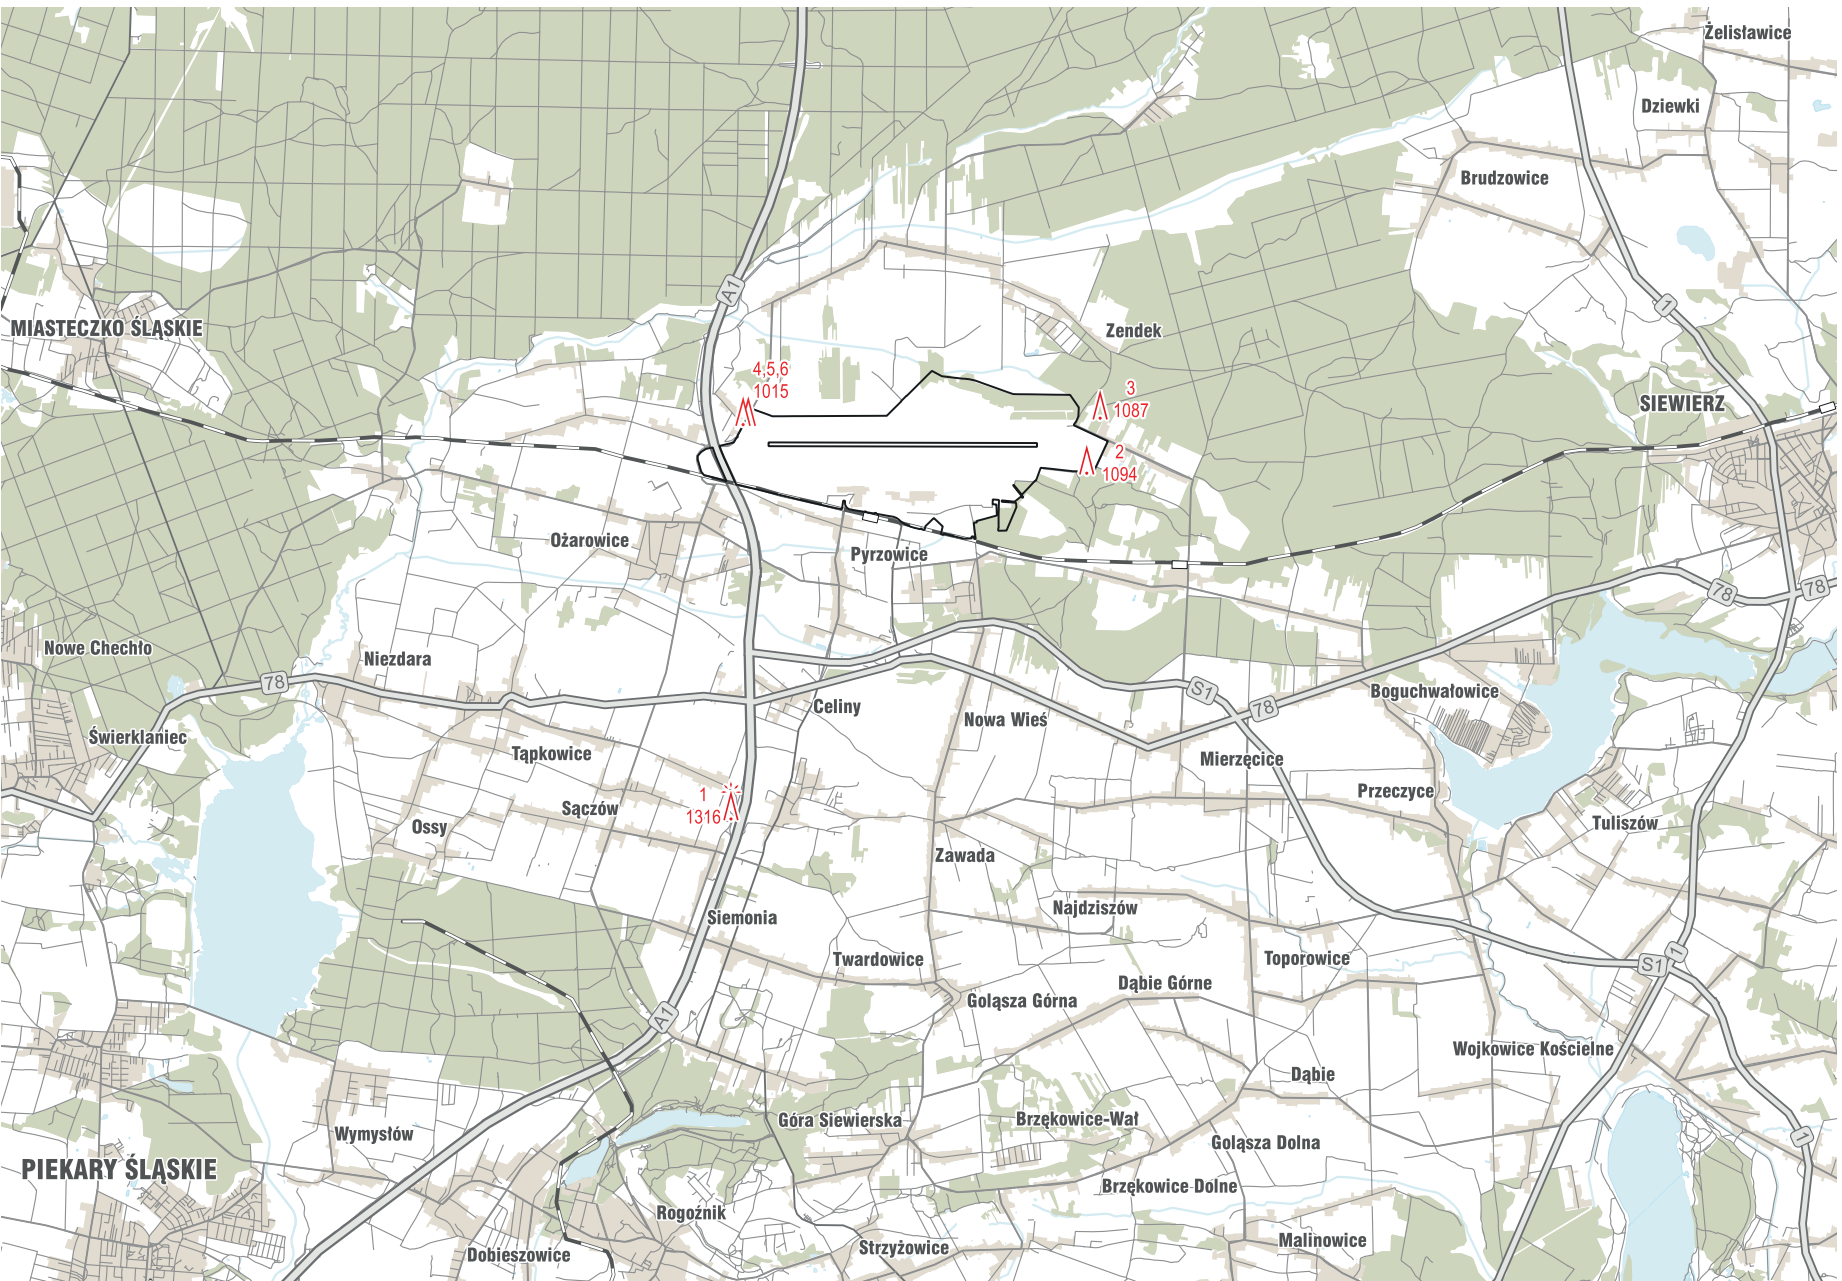 Żelisławice
Dziewki
Brudzowice
A1
1
MIASTECZKO ŚLĄSKIE
Zendek
4,5,6
1015
3
1087
SIEWIERZ
2
1094
Ożarowice
Pyrzowice
78
78
Nowe Chechło
Niezdara
78
S1
Boguchwałowice
78
Celiny
Nowa Wieś
Świerklaniec
Tąpkowice
Mierzęcice
1
1316
Sączów
Przeczyce
Ossy
Tuliszów
Zawada
Siemonia
Najdziszów
Twardowice
Toporowice
1
S1
Dąbie Górne
Goląsza Górna
A1
Wojkowice Kościelne
Dąbie
Góra Siewierska
Brzękowice-Wał
Wymysłów
Goląsza Dolna
1
PIEKARY ŚLĄSKIE
Brzękowice Dolne
Rogoźnik
Dobieszowice
Strzyżowice
Malinowice